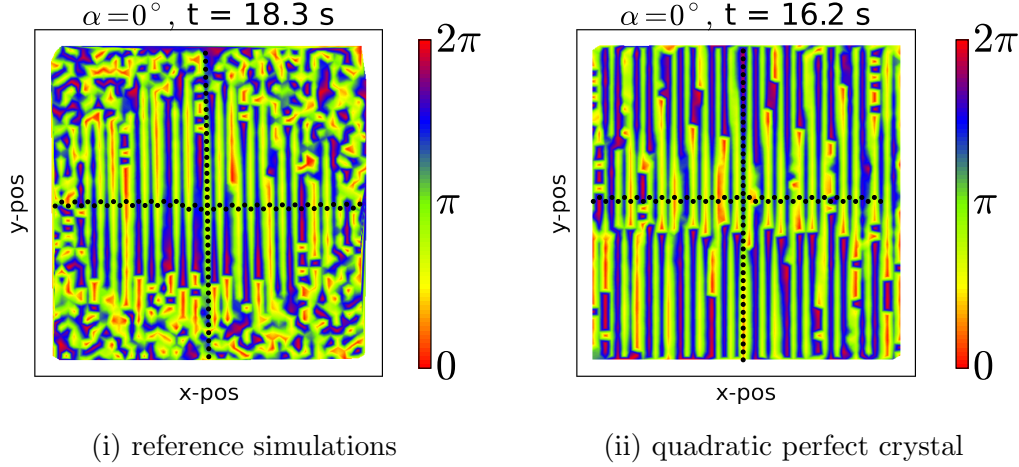 α=0°, t = 18.3 s
y-pos
x-pos
2π
π
0
(i) reference simulations
α=0°, t = 16.2 s
y-pos
x-pos
2π
π
0
(ii) quadratic perfect crystal